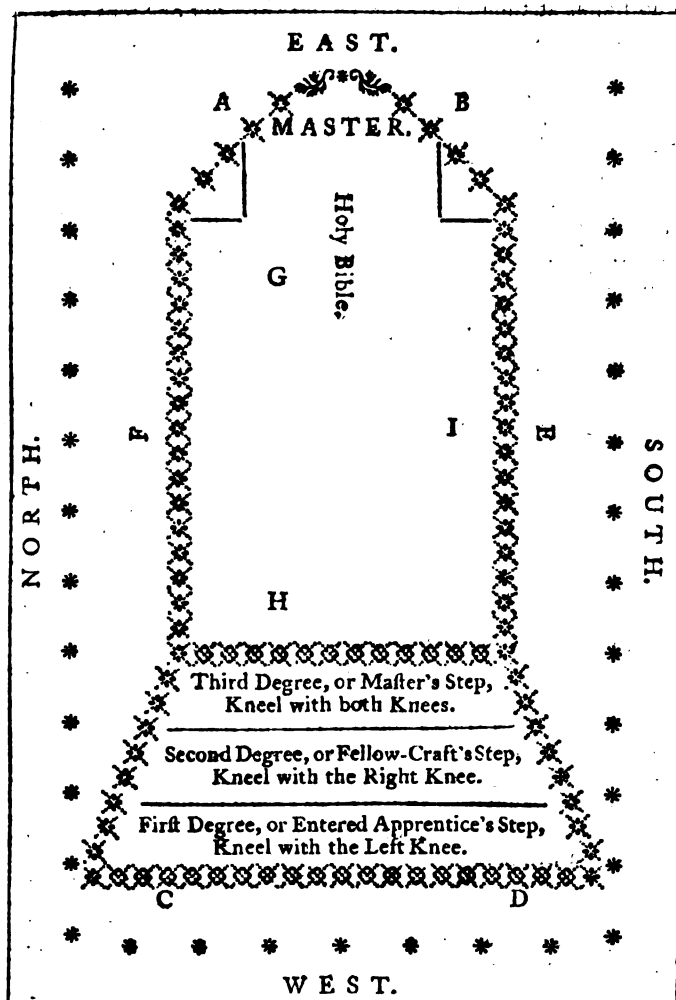 EAST.
A
B
MASTER.
Holy Bible.
G
F
I
E
NORTH.
SOUTH.
H
Third Degree, or Maſter's Step,
Kneel with both Knees.
Second Degree, or Fellow-Craft's Step,
Kneel with the Right Knee.
Firſt Degree, or Entered Apprentice's Step,
Kneel with the Left Knee.
C
D
WEST.